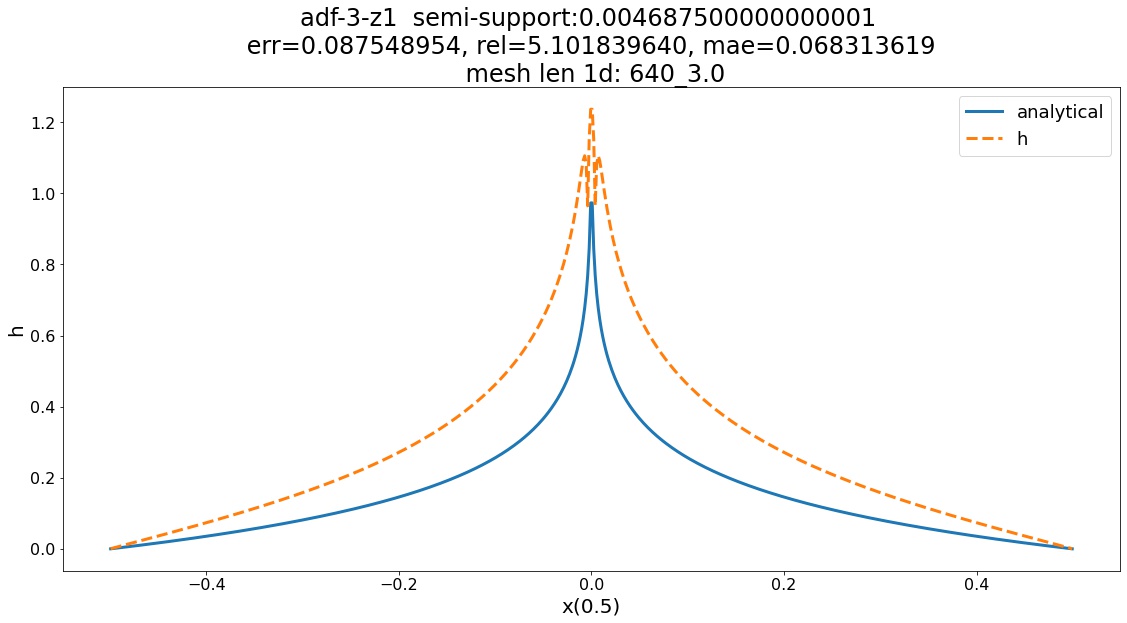 adf-3-z1  semi-support:0.004687500000000001
err=0.087548954, rel=5.101839640, mae=0.068313619
mesh len 1d: 640_3.0
analytical
h
1.2
1.0
0.8
0.6
0.4
0.2
0.0
h
−0.4
−0.2
0.0
0.2
0.4
x(0.5)